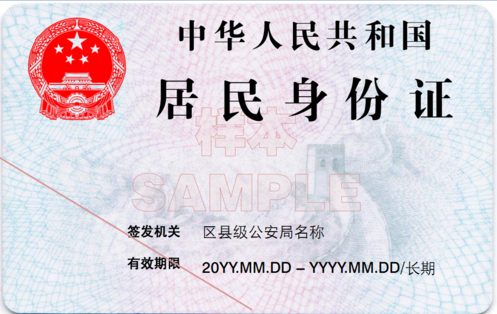 中华人民共和国
居民身份证
样本
SAMPLE
签发机关 区县级公安局名称
有效期限 20YY.MM.DD – YYYY.MM.DD/长期